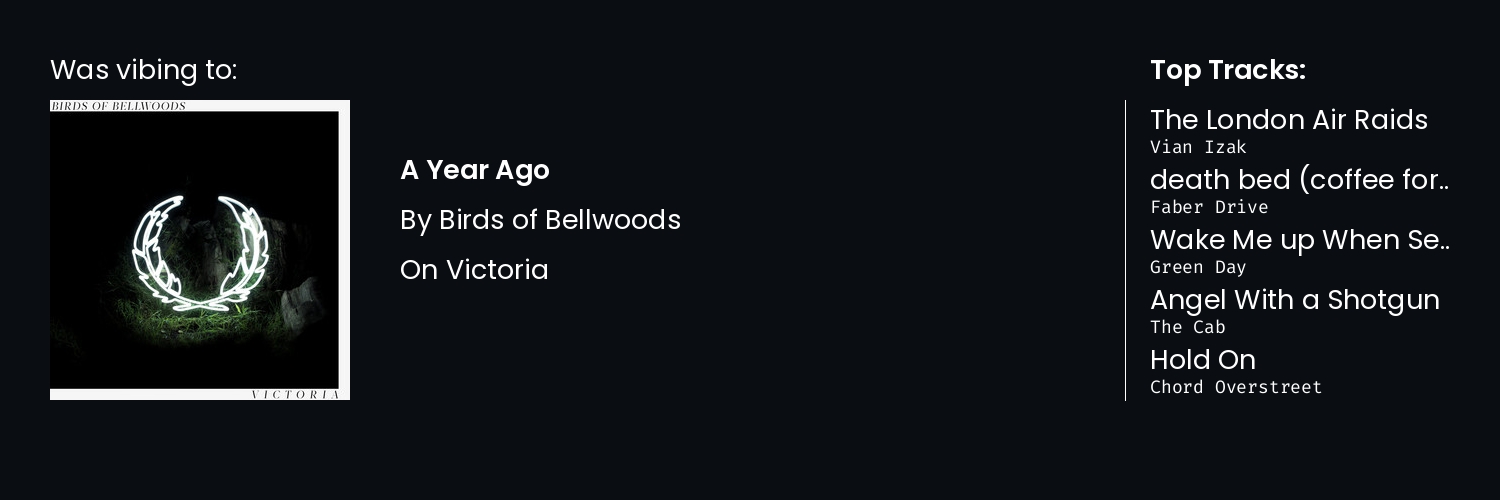 Was vibing to:
BIRDS OF BELLWOODS
VICTORIA
A Year Ago
By Birds of Bellwoods
On Victoria
Top Tracks:
The London Air Raids
Vian Izak
death bed (coffee for..
Faber Drive
Wake Me up When Se..
Green Day
Angel With a Shotgun
The Cab
Hold On
Chord Overstreet